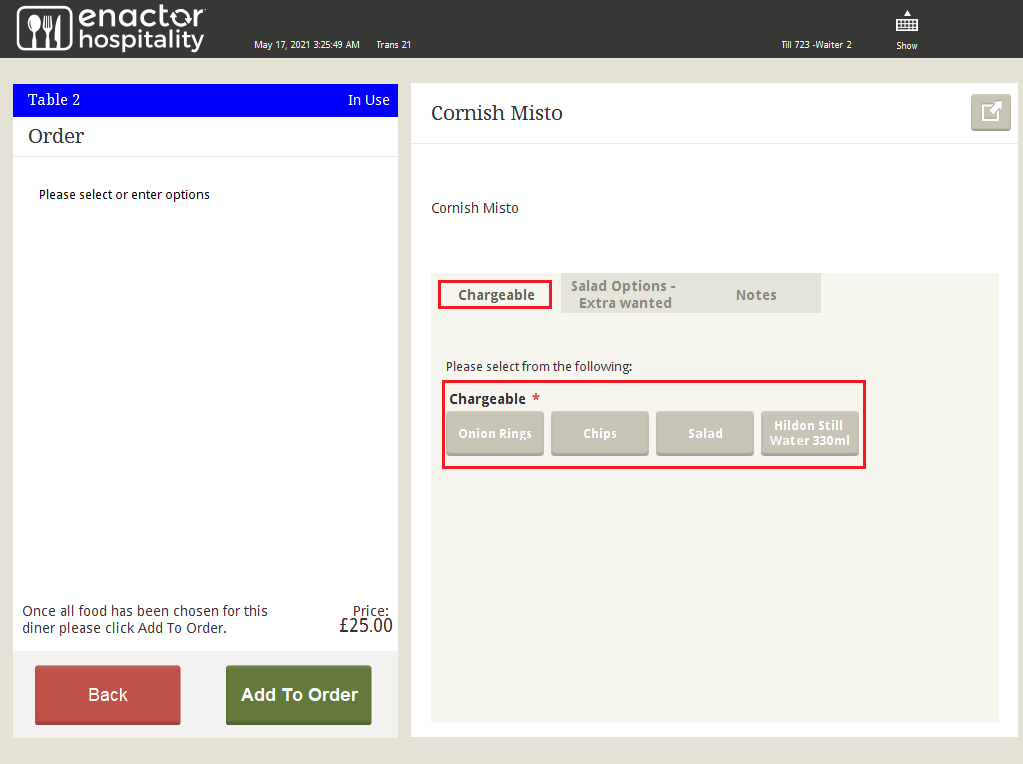 enactor
hospitality
May 17, 2021 3:25:49 AM Trans 21
Till 723 -Waiter 2
Show
Table 2 In Use
Order
Please select or enter options
Once all food has been chosen for this
diner please click Add To Order.
Price:
£25.00
Back
Add To Order
Cornish Misto
Cornish Misto
Chargeable
Salad Options -
Extra wanted
Notes
Please select from the following:
Chargeable *
Onion Rings
Chips
Salad
Hildon Still
Water 330ml